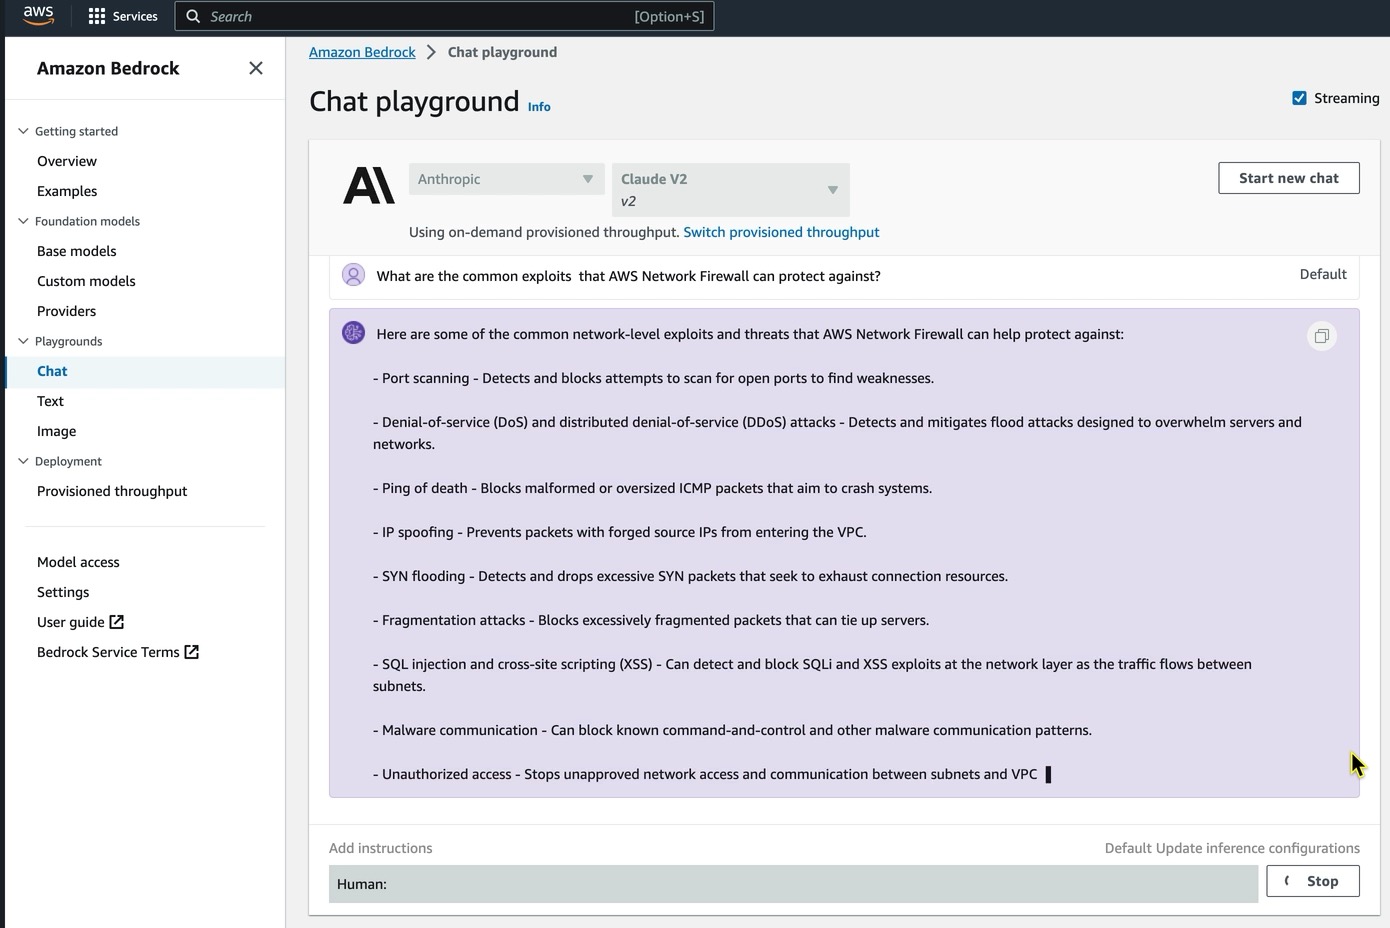 aws
Services
Search
[Option+S]
Amazon Bedrock
Getting started
Overview
Examples
Foundation models
Base models
Custom models
Providers
Playgrounds
Chat
Text
Image
Deployment
Provisioned throughput
Model access
Settings
User guide
Bedrock Service Terms
Amazon Bedrock > Chat playground
Chat playground Info
Streaming
A\
Anthropic
Claude V2
v2
Start new chat
Using on-demand provisioned throughput. Switch provisioned throughput
What are the common exploits  that AWS Network Firewall can protect against?
Default
Here are some of the common network-level exploits and threats that AWS Network Firewall can help protect against:
- Port scanning - Detects and blocks attempts to scan for open ports to find weaknesses.
- Denial-of-service (DoS) and distributed denial-of-service (DDoS) attacks - Detects and mitigates flood attacks designed to overwhelm servers and
networks.
- Ping of death - Blocks malformed or oversized ICMP packets that aim to crash systems.
- IP spoofing - Prevents packets with forged source IPs from entering the VPC.
- SYN flooding - Detects and drops excessive SYN packets that seek to exhaust connection resources.
- Fragmentation attacks - Blocks excessively fragmented packets that can tie up servers.
- SQL injection and cross-site scripting (XSS) - Can detect and block SQLi and XSS exploits at the network layer as the traffic flows between
subnets.
- Malware communication - Can block known command-and-control and other malware communication patterns.
- Unauthorized access - Stops unapproved network access and communication between subnets and VPC
Add instructions
Default Update inference configurations
Human:
Stop